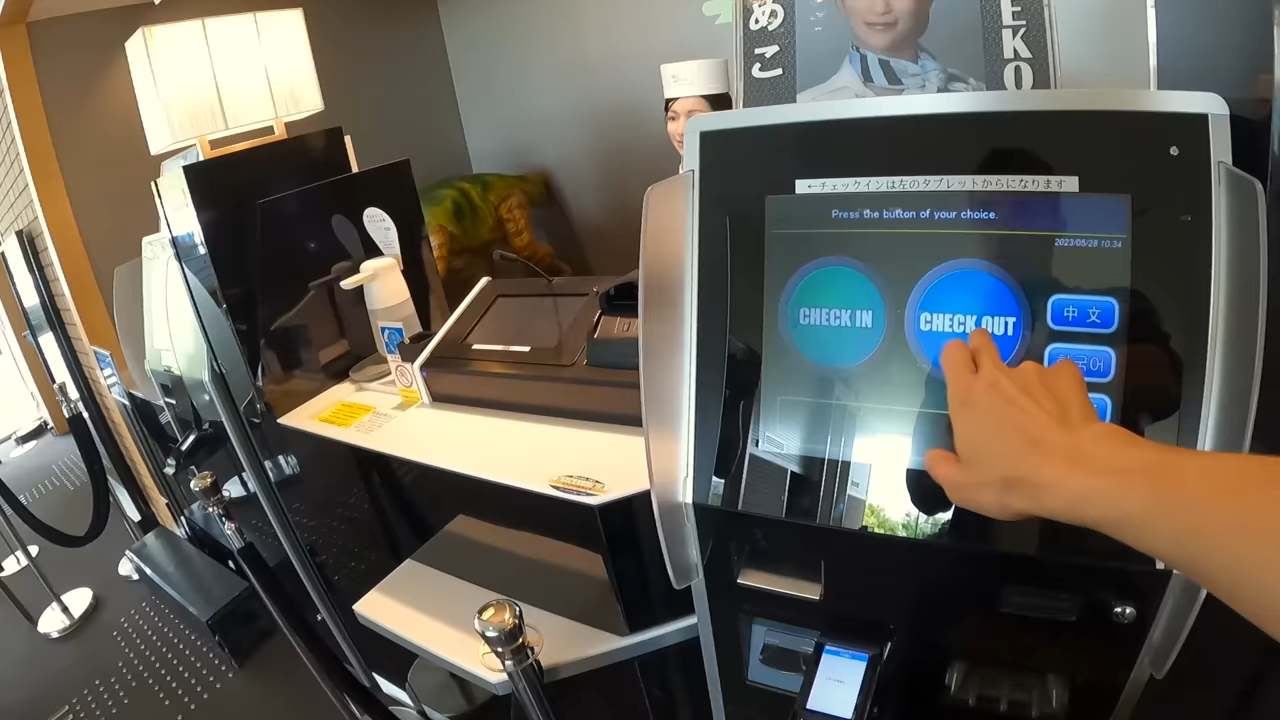 めこ
EKO
←チェックインは左のタブレットからになります
Press the button of your choice.
2023/05/28 10:34
CHECK IN
CHECK OUT
中文
한국어